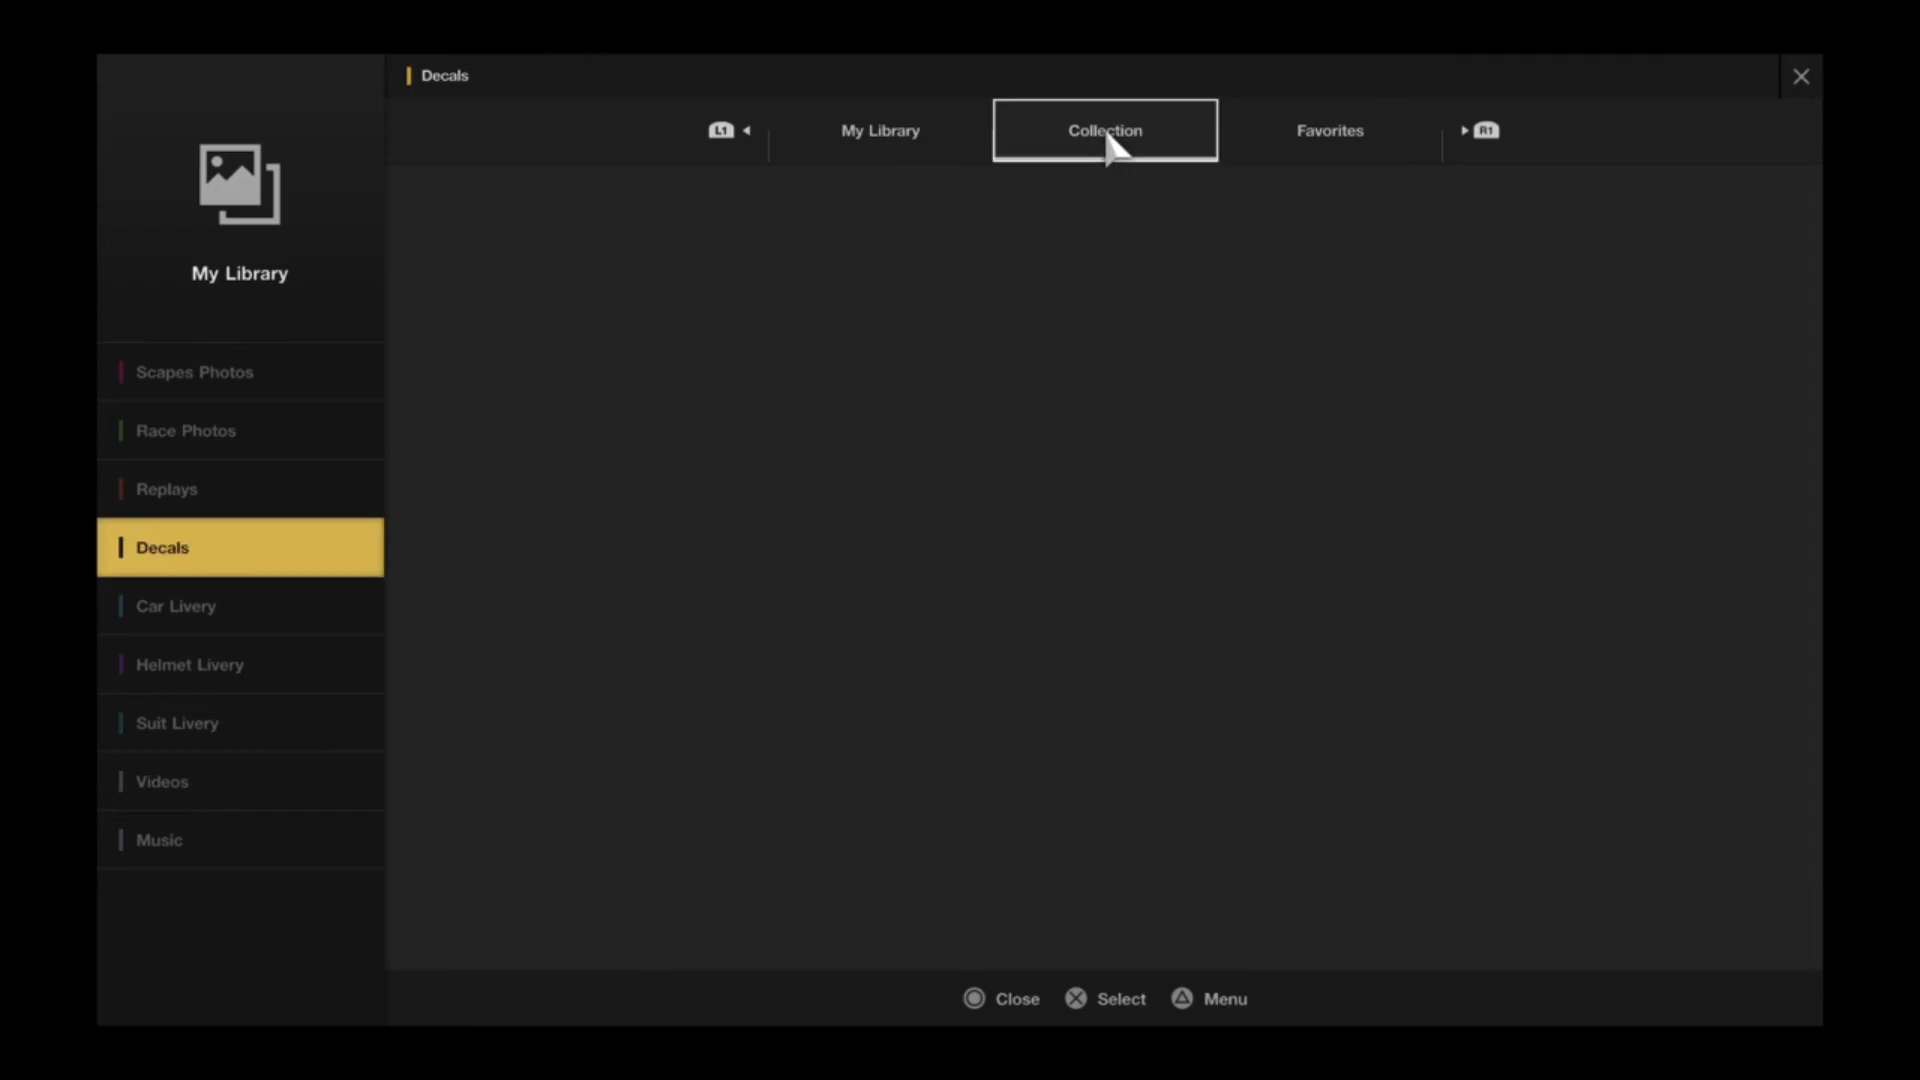 Decals
L1
My Library
Collection
Favorites
R1
My Library
Scapes Photos
Race Photos
Replays
Decals
Car Livery
Helmet Livery
Suit Livery
Videos
Music
Close
Select
Menu